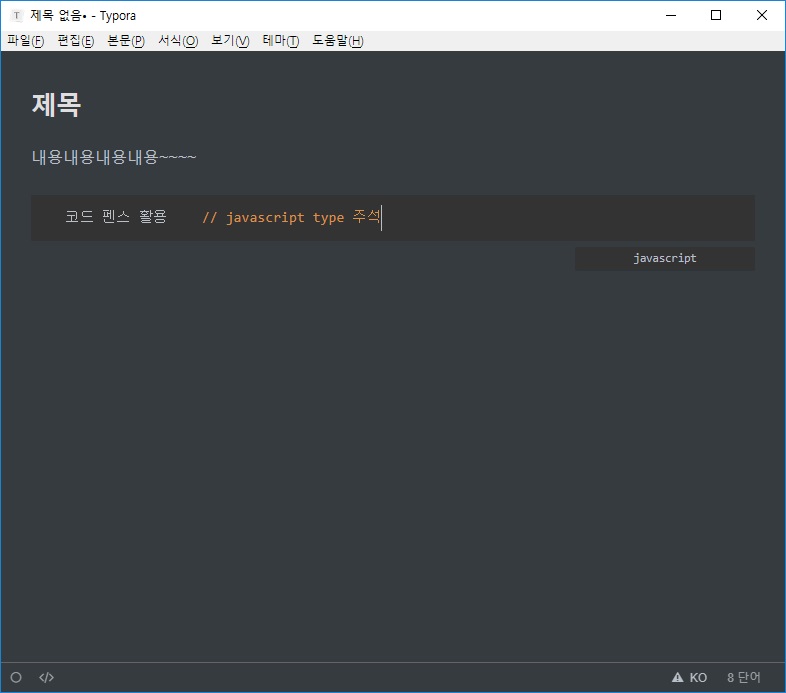 T 제목 없음• - Typora
파일(F) 편집(E) 본문(P) 서식(O) 보기(V) 테마(T) 도움말(H)
제목
내용내용내용내용~~~~
코드 펜스 활용 // javascript type 주석
javascript
</> KO 8 단어